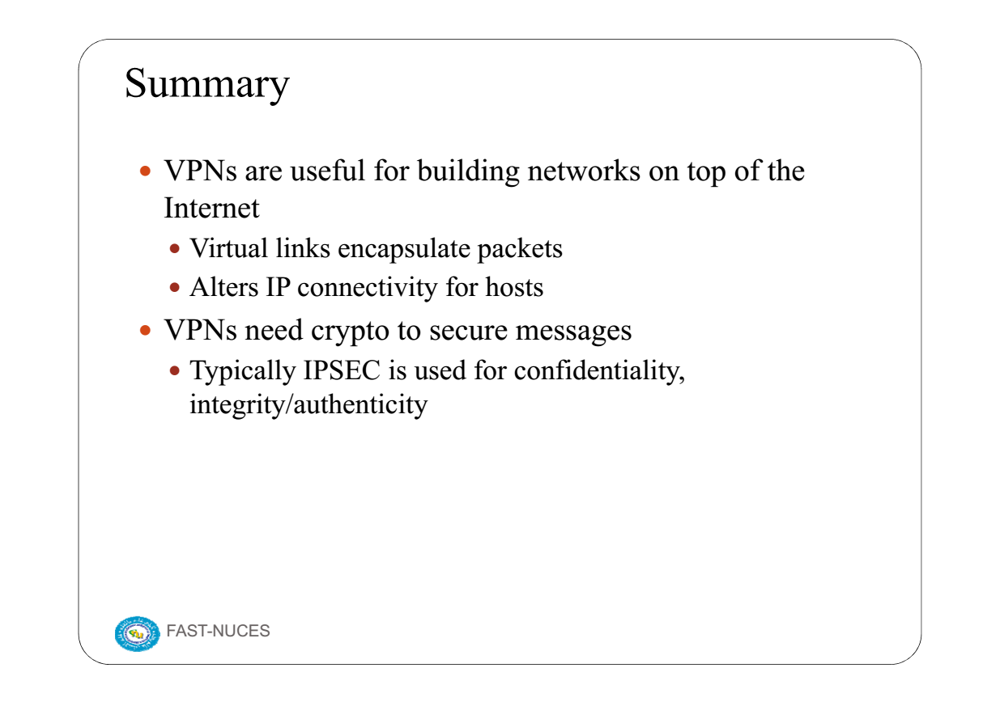 Summary
• VPNs are useful for building networks on top of the
Internet
• Virtual links encapsulate packets
• Alters IP connectivity for hosts
• VPNs need crypto to secure messages
• Typically IPSEC is used for confidentiality,
integrity/authenticity
FAST-NUCES